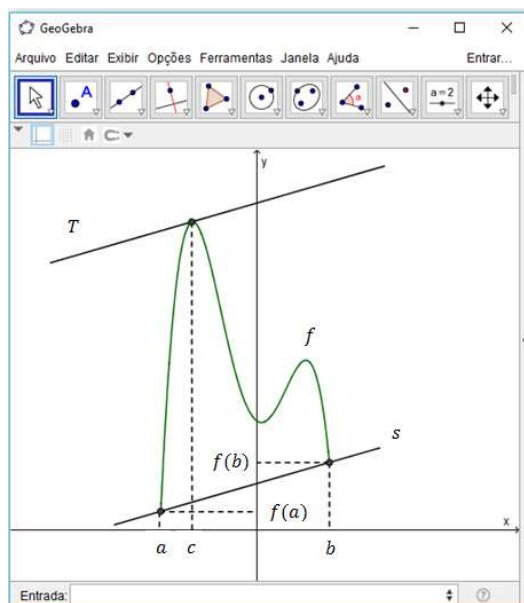 GeoGebra
Arquivo Editar Exibir Opções Ferramentas Janela Ajuda Entrar...
A
α
a = 2
y
T
f
s
f(b)
f(a)
x
a c b
Entrada: